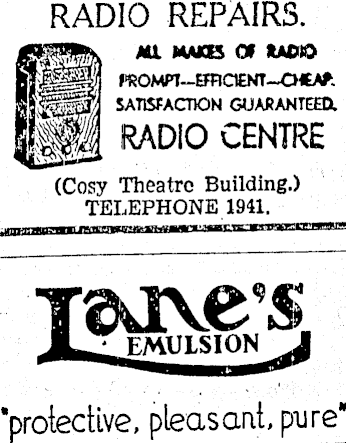 RADIO REPAIRS.
ALL MAKES OF RADIO
PROMPT—EFFICIENT—CHEAP.
SATISFACTION GUARANTEED.
RADIO CENTRE
(Cosy Theatre Building.)
TELEPHONE 1941.
Lane's
EMULSION
"protective, pleasant, pure"